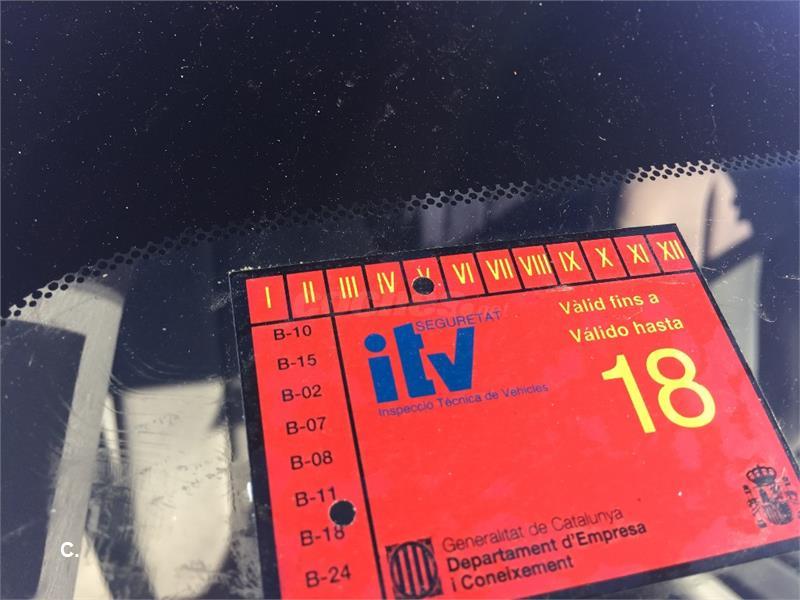 I II III IV V VI VII VIII IX X XI XII
B-10
B-15
B-02
B-07
B-08
B-11
B-18
B-24
SEGURETAT
itv
Inspecció Tècnica de Vehicles
Vàlid fins a
Válido hasta
18
Generalitat de Catalunya
Departament d'Empresa
i Coneixement
C.